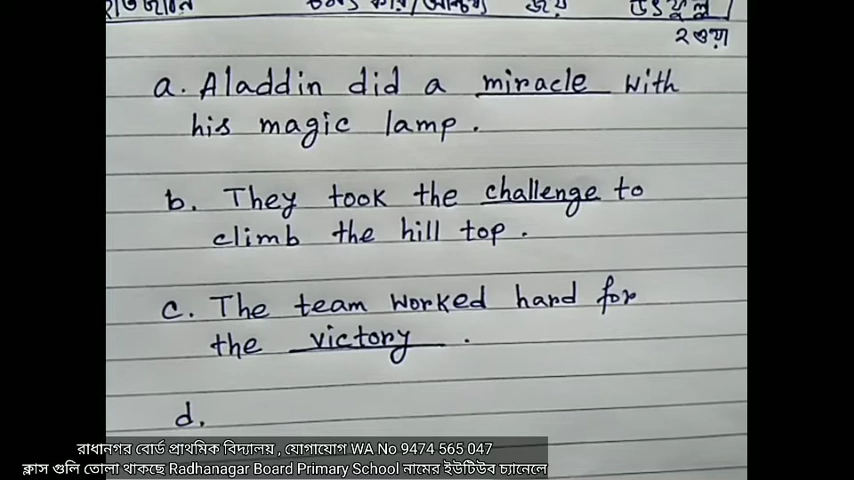 উৎফুল্ল।
হওয়া
a. Aladdin did a miracle with
his magic lamp.
b. They took the challenge to
climb the hill top.
c. The team worked hard for
the victory.
d.
রাধানগর বোর্ড প্রাথমিক বিদ্যালয় , যোগাযোগ WA No 9474 565 047
ক্লাস গুলি তোলা থাকছে Radhanagar Board Primary School নামের ইউটিউব চ্যানেলে